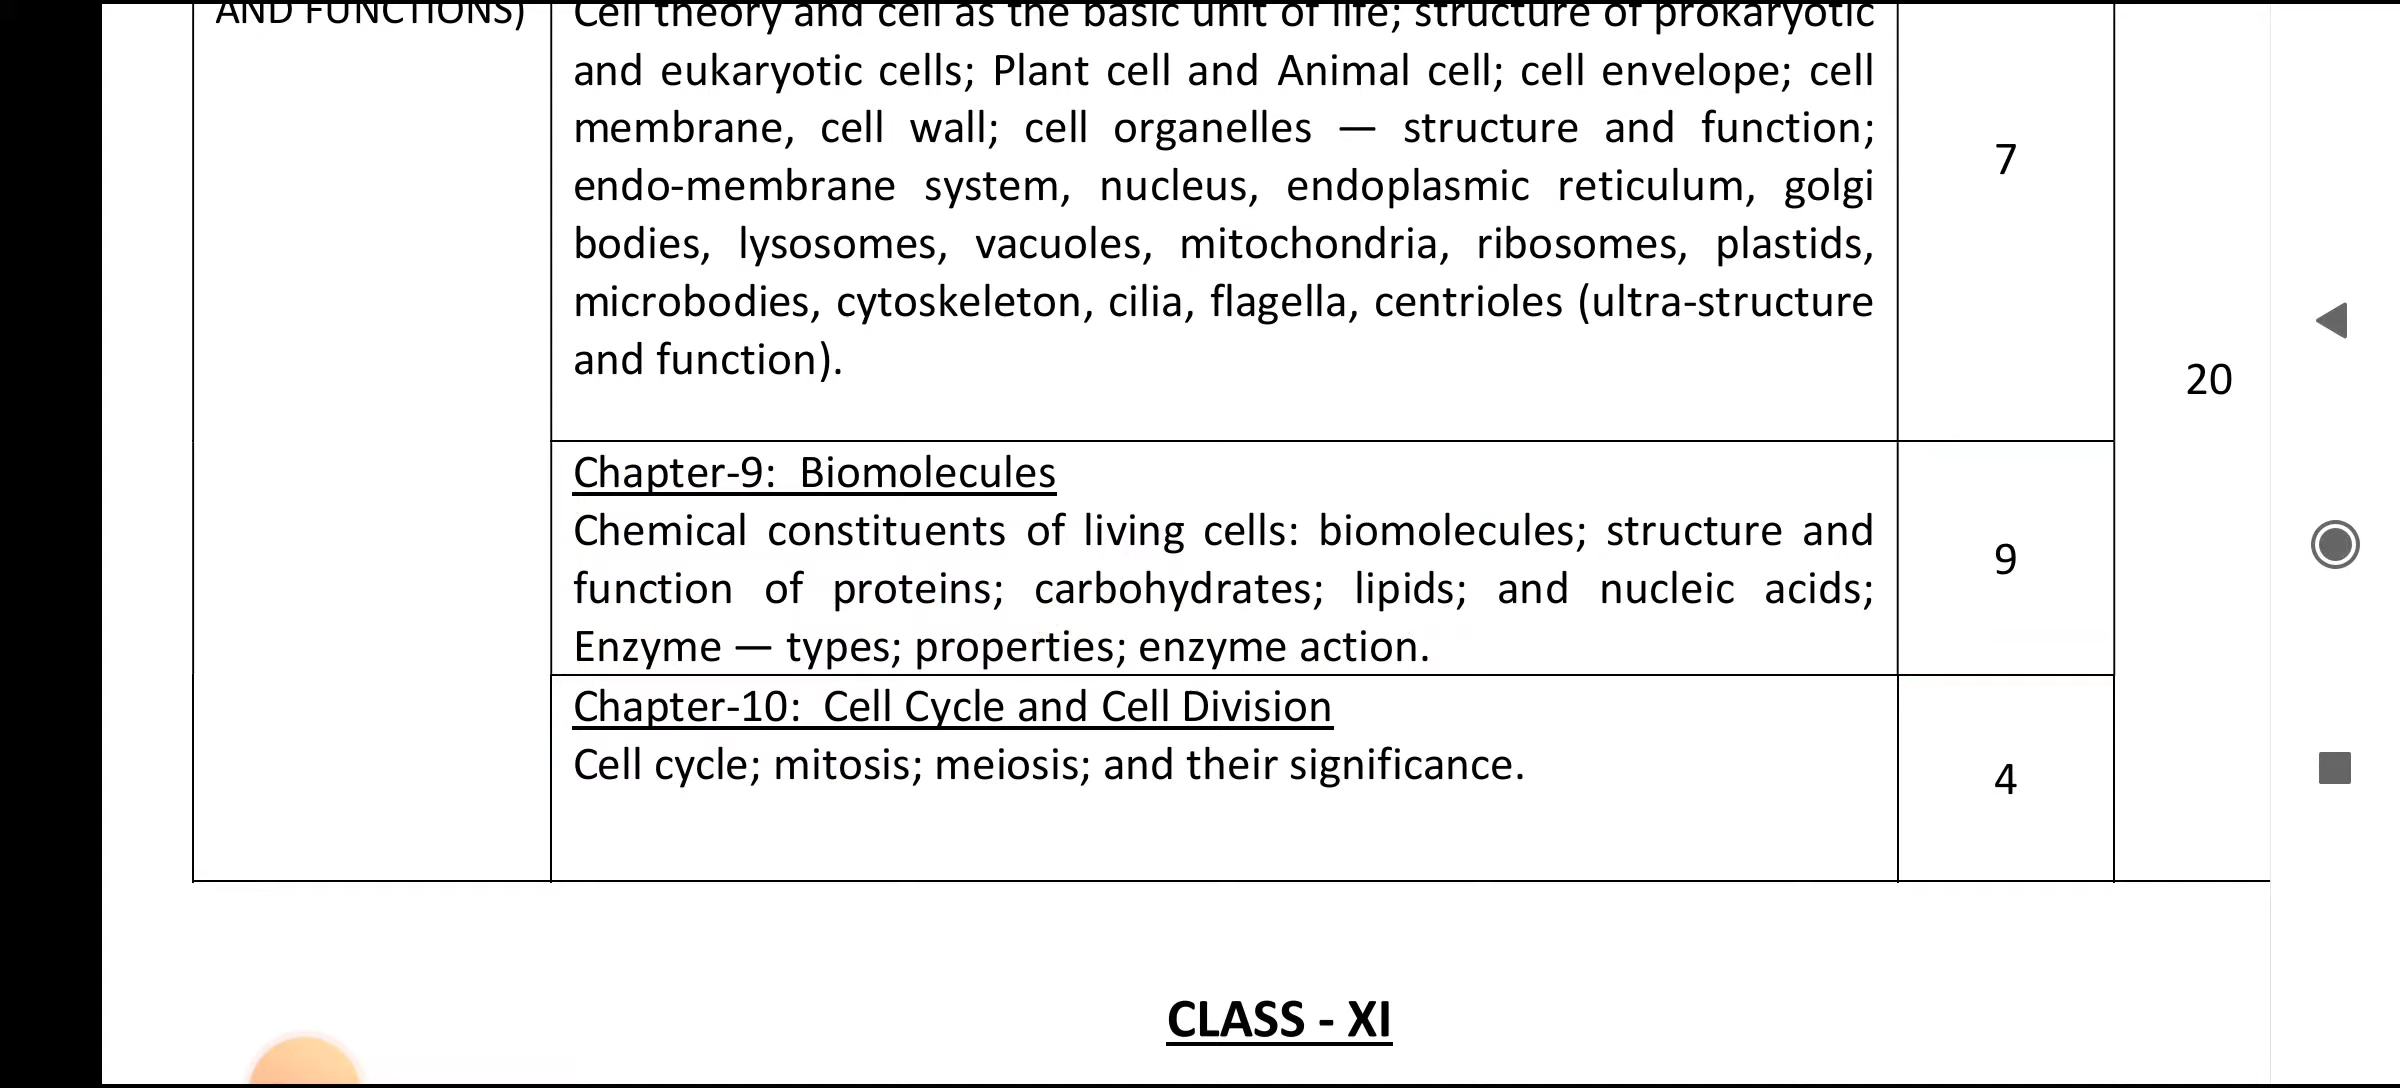 AND FUNCTIONS)
Cell theory and cell as the basic unit of life; structure of prokaryotic
and eukaryotic cells; Plant cell and Animal cell; cell envelope; cell
membrane, cell wall; cell organelles — structure and function;
endo-membrane system, nucleus, endoplasmic reticulum, golgi
bodies, lysosomes, vacuoles, mitochondria, ribosomes, plastids,
microbodies, cytoskeleton, cilia, flagella, centrioles (ultra-structure
and function).
7
20
Chapter-9: Biomolecules
Chemical constituents of living cells: biomolecules; structure and
function of proteins; carbohydrates; lipids; and nucleic acids;
Enzyme — types; properties; enzyme action.
9
Chapter-10: Cell Cycle and Cell Division
Cell cycle; mitosis; meiosis; and their significance.
4
CLASS - XI